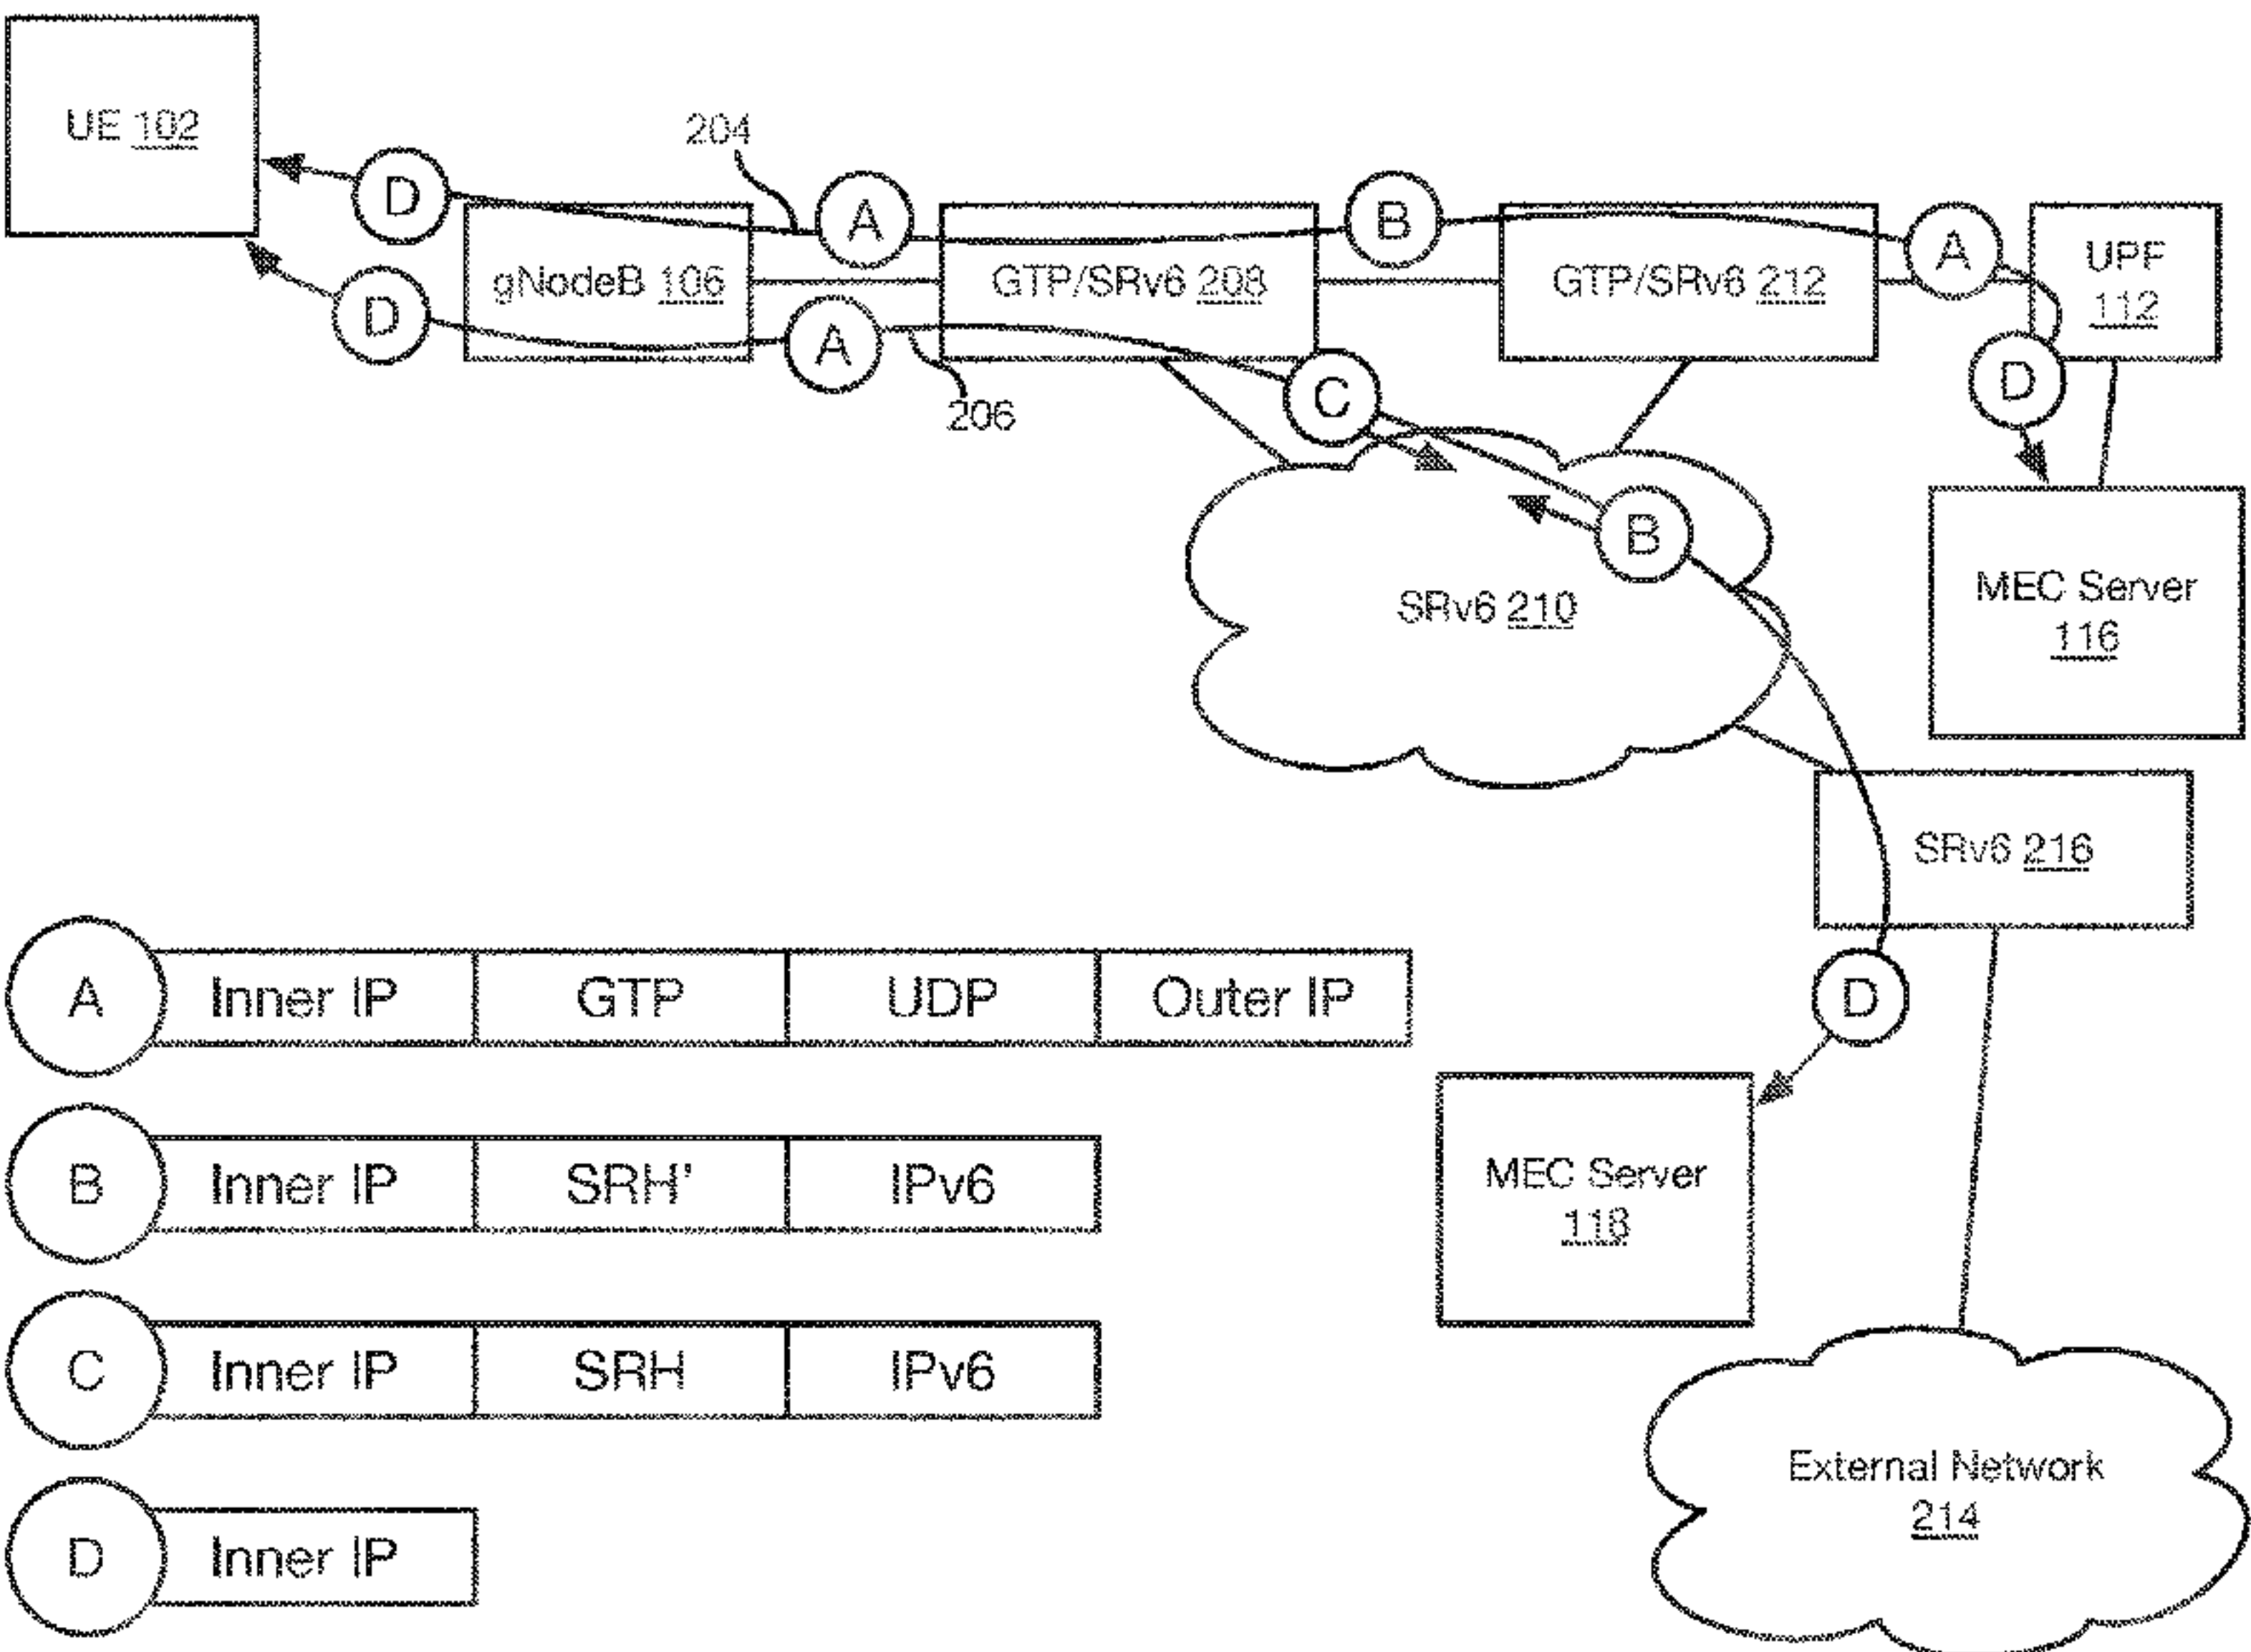 UE 102
204
D
A
B
A
gNodeB 106
GTP/SRv6 208
GTP/SRv6 212
UPF
112
D
A
C
D
206
B
SRv6 210
MEC Server
116
SRv6 216
D
MEC Server
118
External Network
214
A Inner IP GTP UDP Outer IP
B Inner IP SRH' IPv6
C Inner IP SRH IPv6
D Inner IP